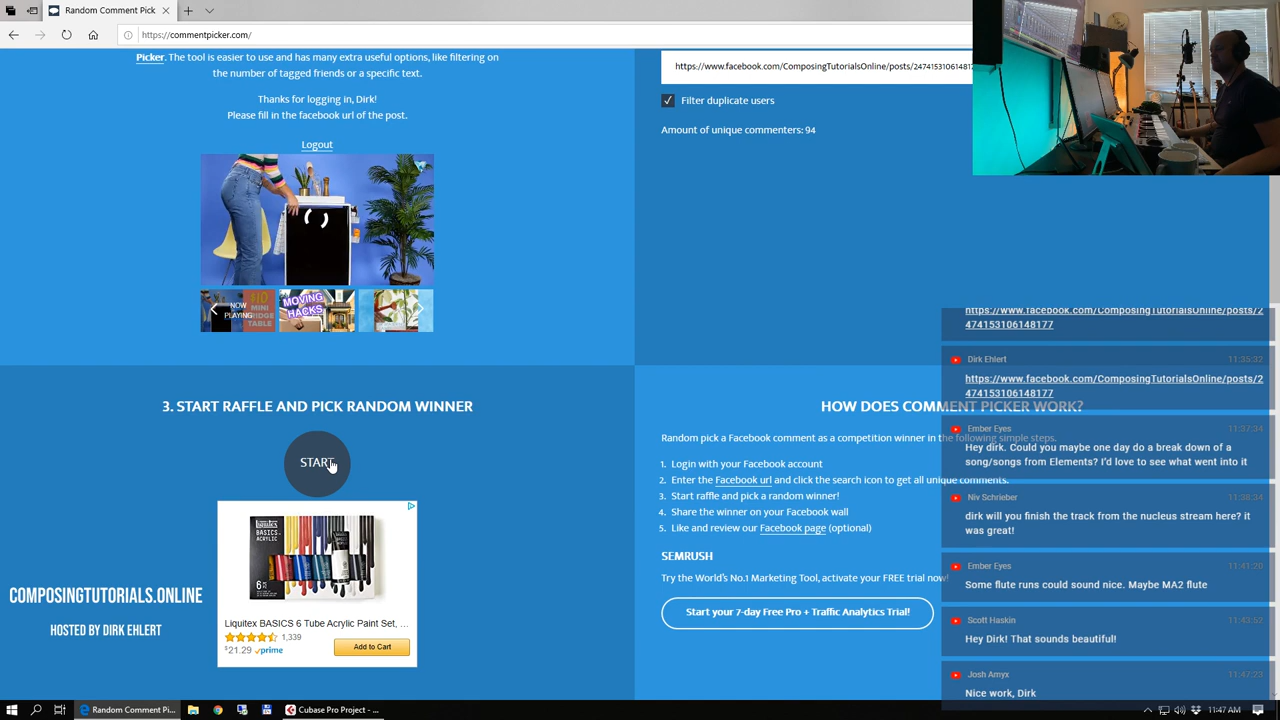 Random Comment Pick
https://commentpicker.com/
Picker. The tool is easier to use and has many extra useful options, like filtering on
the number of tagged friends or a specific text.
Thanks for logging in, Dirk!
Please fill in the facebook url of the post.
Logout
NOW
PLAYING
$10
MINI
FRIDGE
TABLE
MOVING
HACKS
https://www.facebook.com/ComposingTutorialsOnline/posts/24741531061481
Filter duplicate users
Amount of unique commenters: 94
3. START RAFFLE AND PICK RANDOM WINNER
START
Liquitex
BASICS
ACRYLIC
6
Liquitex BASICS 6 Tube Acrylic Paint Set, ...
1,339
$21.29 prime
Add to Cart
COMPOSINGTUTORIALS.ONLINE
HOSTED BY DIRK EHLERT
HOW DOES COMMENT PICKER WORK?
Random pick a Facebook comment as a competition winner in the following simple steps.
1. Login with your Facebook account
2. Enter the Facebook url and click the search icon to get all unique comments.
3. Start raffle and pick a random winner!
4. Share the winner on your Facebook wall
5. Like and review our Facebook page (optional)
SEMRUSH
Try the World's No.1 Marketing Tool, activate your FREE trial now!
Start your 7-day Free Pro + Traffic Analytics Trial!
https://www.facebook.com/ComposingTutorialsOnline/posts/2
474153106148177
Dirk Ehlert 11:35:32
https://www.facebook.com/ComposingTutorialsOnline/posts/2
474153106148177
Ember Eyes 11:37:34
Hey dirk. Could you maybe one day do a break down of a
song/songs from Elements? I'd love to see what went into it
Niv Schrieber 11:38:34
dirk will you finish the track from the nucleus stream here? it
was great!
Ember Eyes 11:41:20
Some flute runs could sound nice. Maybe MA2 flute
Scott Haskin 11:43:52
Hey Dirk! That sounds beautiful!
Josh Amyx 11:47:23
Nice work, Dirk
Random Comment Pi...
Cubase Pro Project - ...
11:47 AM